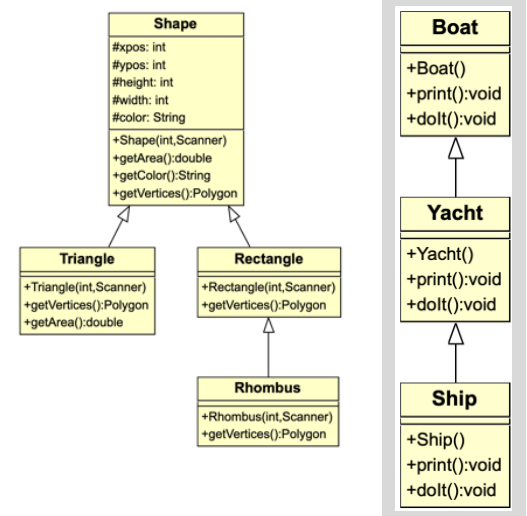 Shape
#xpos: int
#ypos: int
#height: int
#width: int
#color: String
+Shape(int,Scanner)
+getArea():double
+getColor():String
+getVertices():Polygon
Triangle
+Triangle(int,Scanner)
+getVertices():Polygon
+getArea():double
Rectangle
+Rectangle(int,Scanner)
+getVertices():Polygon
Rhombus
+Rhombus(int,Scanner)
+getVertices():Polygon
Boat
+Boat()
+print():void
+doIt():void
Yacht
+Yacht()
+print():void
+doIt():void
Ship
+Ship()
+print():void
+doIt():void